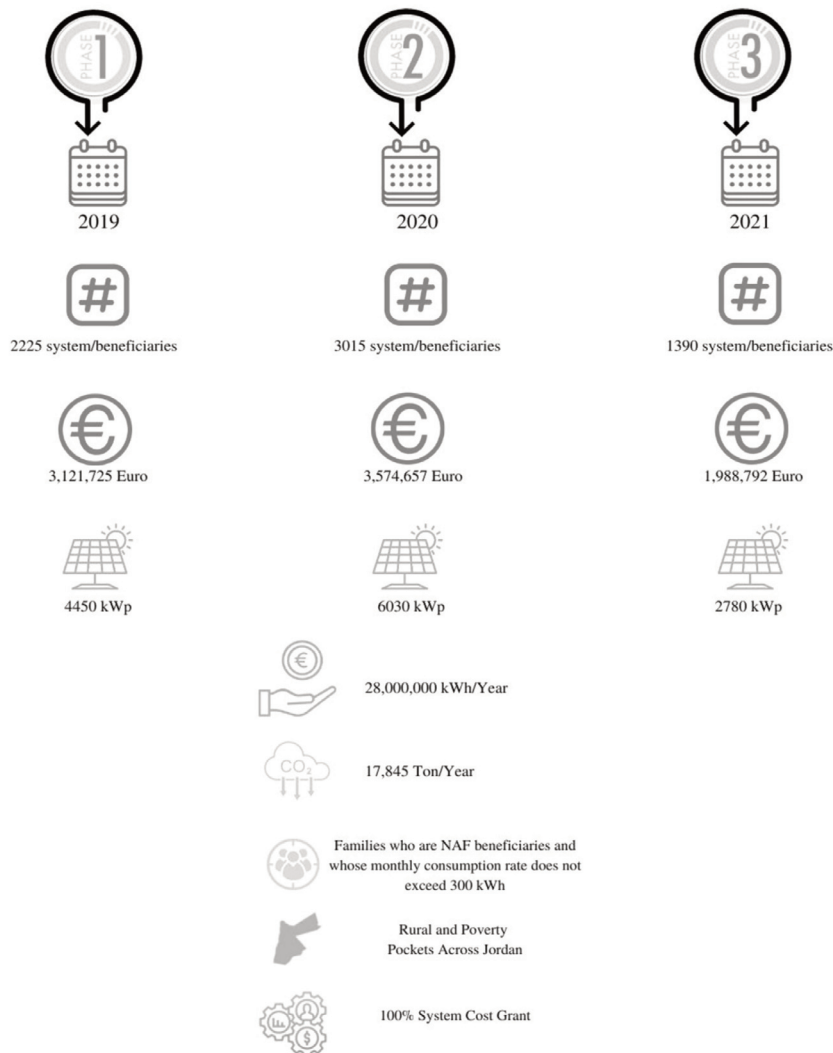 PHASE 1
PHASE 2
PHASE 3
2019
2020
2021
#
#
#
2225 system/beneficiaries
3015 system/beneficiaries
1390 system/beneficiaries
€
€
€
3,121,725 Euro
3,574,657 Euro
1,988,792 Euro
4450 kWp
6030 kWp
2780 kWp
€
28,000,000 kWh/Year
CO₂
17,845 Ton/Year
Families who are NAF beneficiaries and
whose monthly consumption rate does not
exceed 300 kWh
Rural and Poverty
Pockets Across Jordan
$
100% System Cost Grant